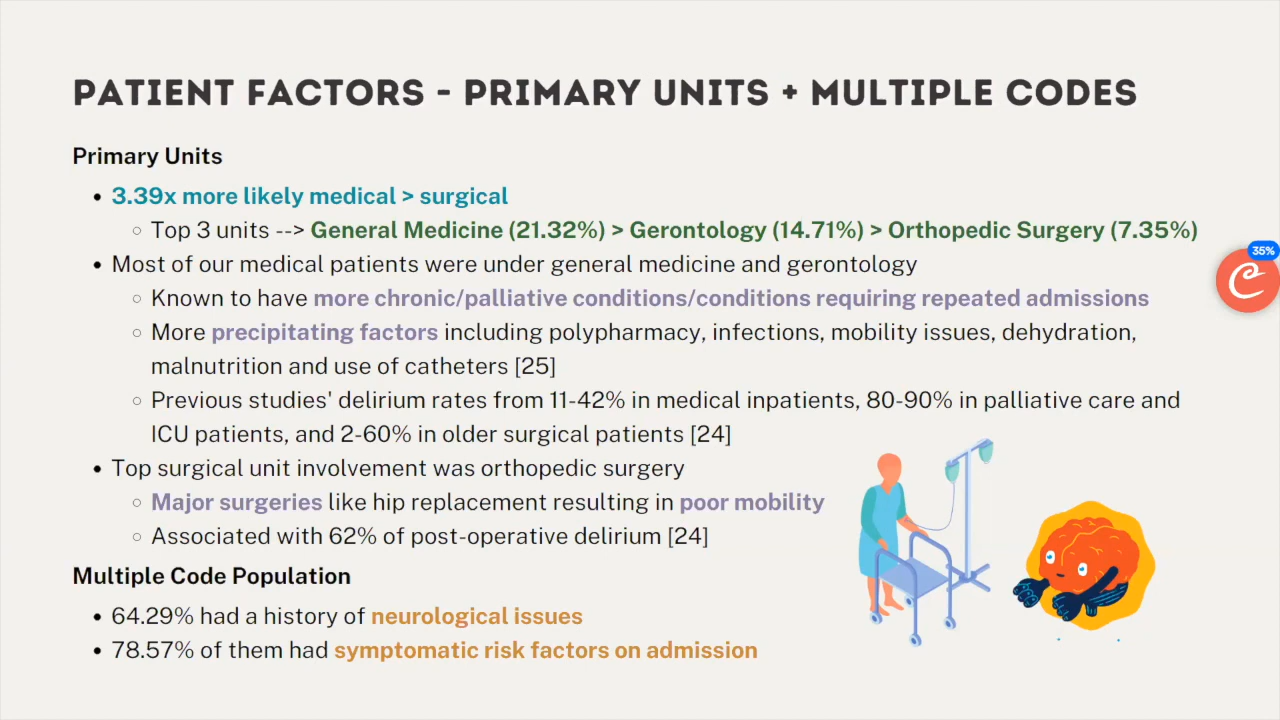 PATIENT FACTORS - PRIMARY UNITS + MULTIPLE CODES
Primary Units
• 3.39x more likely medical > surgical
○ Top 3 units --> General Medicine (21.32%) > Gerontology (14.71%) > Orthopedic Surgery (7.35%)
• Most of our medical patients were under general medicine and gerontology
○ Known to have more chronic/palliative conditions/conditions requiring repeated admissions
○ More precipitating factors including polypharmacy, infections, mobility issues, dehydration,
malnutrition and use of catheters [25]
○ Previous studies' delirium rates from 11-42% in medical inpatients, 80-90% in palliative care and
ICU patients, and 2-60% in older surgical patients [24]
• Top surgical unit involvement was orthopedic surgery
○ Major surgeries like hip replacement resulting in poor mobility
○ Associated with 62% of post-operative delirium [24]
Multiple Code Population
• 64.29% had a history of neurological issues
• 78.57% of them had symptomatic risk factors on admission
35%